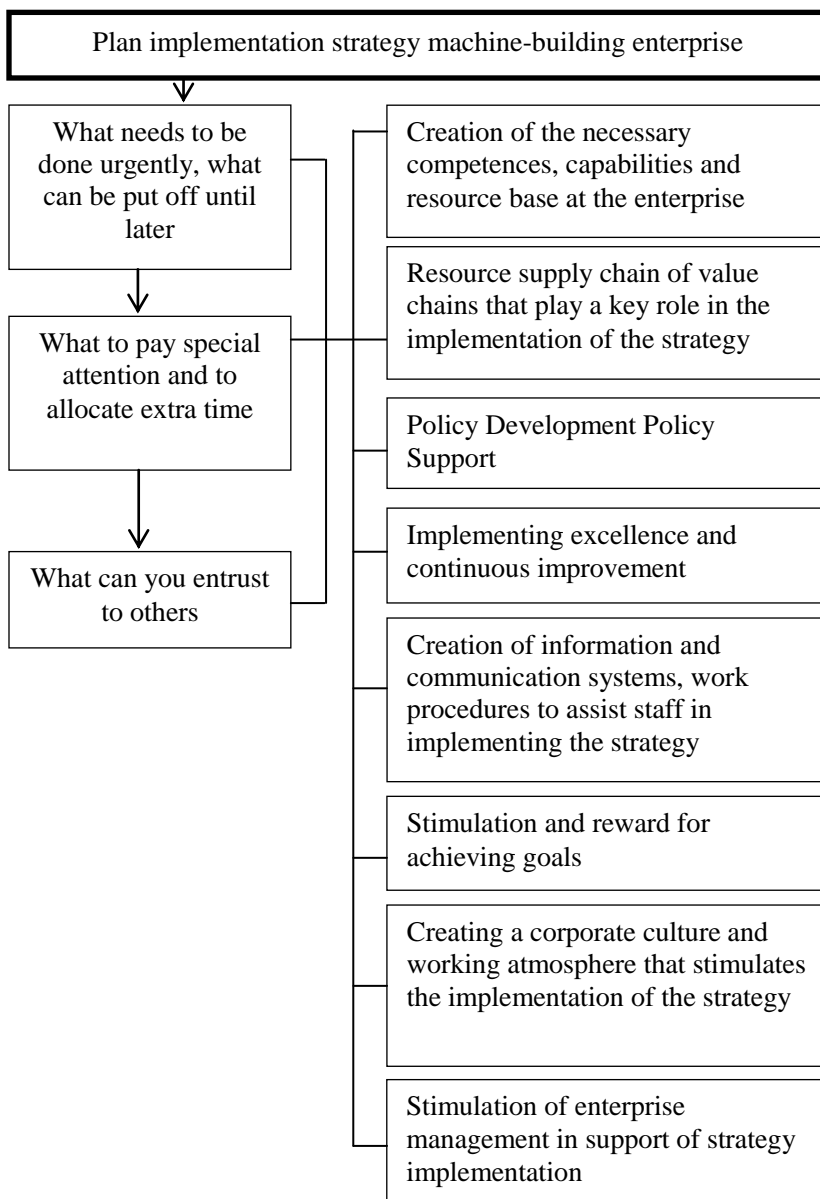 Plan implementation strategy machine-building enterprise
What needs to be
done urgently, what
can be put off until
later
What to pay special
attention and to
allocate extra time
What can you entrust
to others
Creation of the necessary
competences, capabilities and
resource base at the enterprise
Resource supply chain of value
chains that play a key role in the
implementation of the strategy
Policy Development Policy
Support
Implementing excellence and
continuous improvement
Creation of information and
communication systems, work
procedures to assist staff in
implementing the strategy
Stimulation and reward for
achieving goals
Creating a corporate culture and
working atmosphere that stimulates
the implementation of the strategy
Stimulation of enterprise
management in support of strategy
implementation